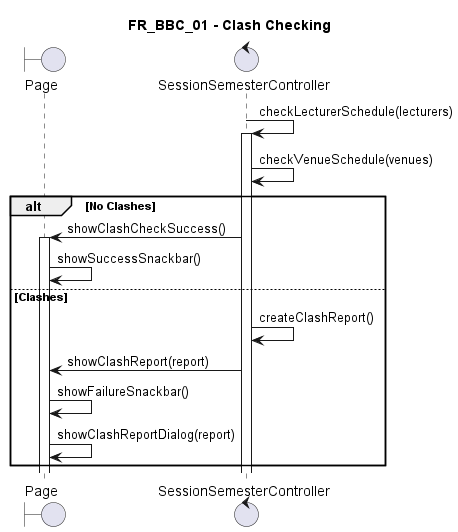 FR_BBC_01 - Clash Checking
Page
SessionSemesterController
checkLecturerSchedule(lecturers)
checkVenueSchedule(venues)
alt
[No Clashes]
showClashCheckSuccess()
showSuccessSnackbar()
[Clashes]
createClashReport()
showClashReport(report)
showFailureSnackbar()
showClashReportDialog(report)
Page
SessionSemesterController